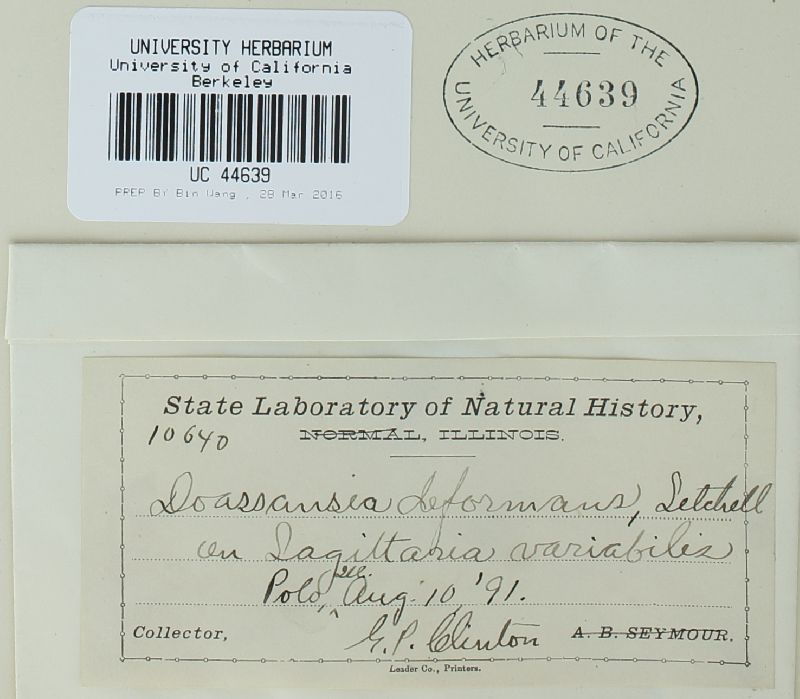 UNIVERSITY HERBARIUM
University of California
Berkeley
UC 44639
PREP BY Bin Wang , 28 Mar 2016
HERBARIUM OF THE
44639
UNIVERSITY OF CALIFORNIA
State Laboratory of Natural History,
10640
NORMAL, ILLINOIS.
Doassansia deformans, Setchell
on Sagittaria variabilis
Polo, Ill. Aug. 10 '91.
Collector, G. P. Clinton A. B. SEYMOUR.
Leader Co., Printers.